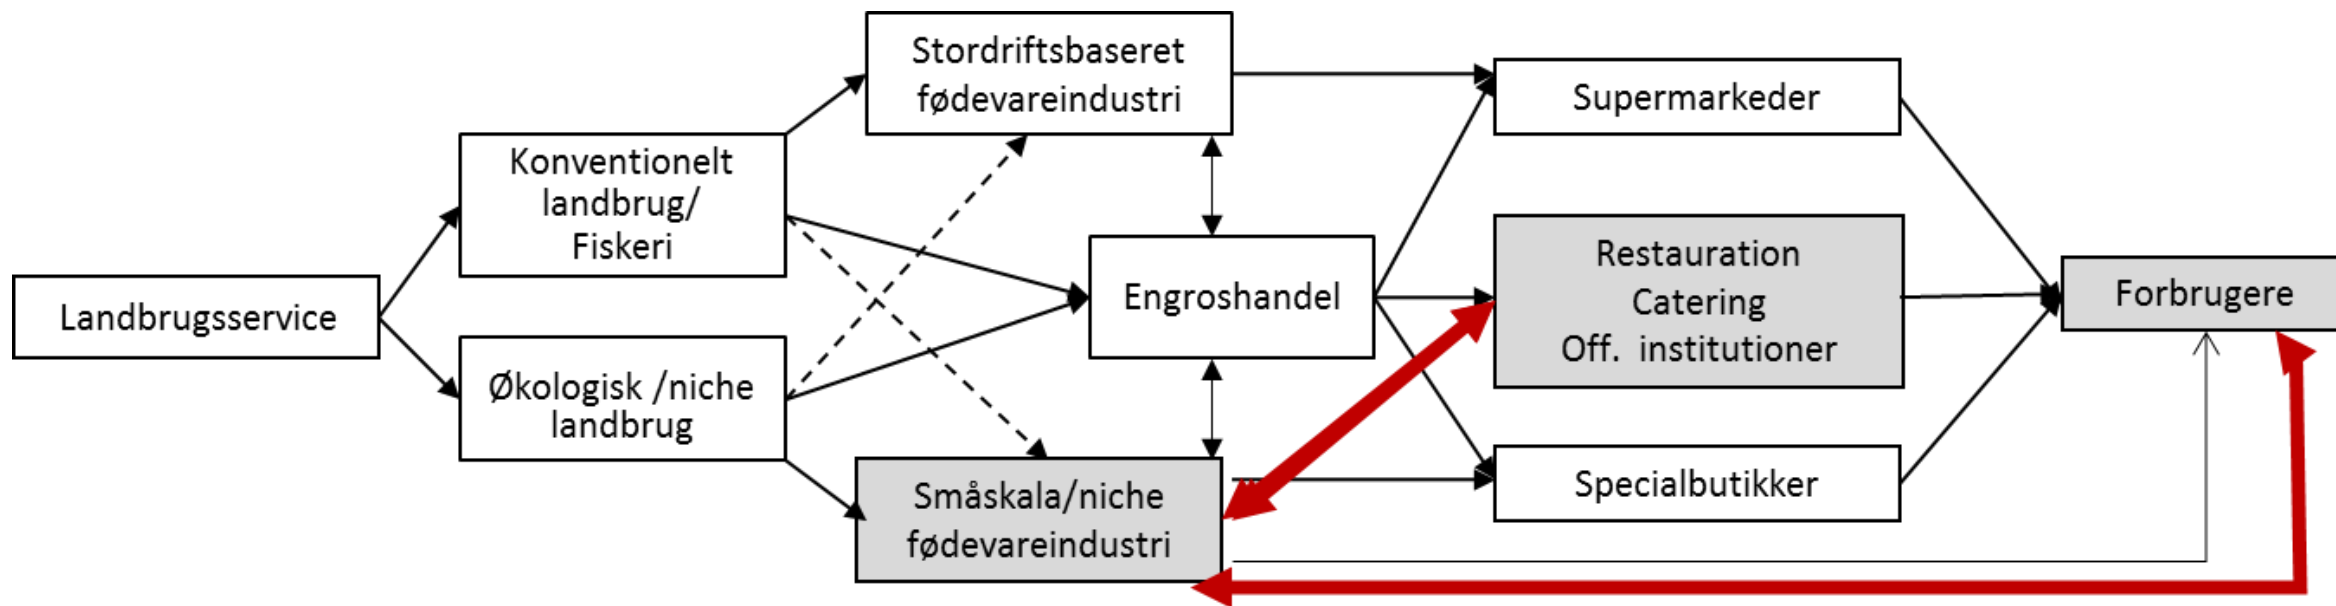 Stordriftsbaseret
fødevareindustri
Supermarkeder
Konventionelt
landbrug/
Fiskeri
Restauration
Catering
Off. institutioner
Engroshandel
Forbrugere
Landbrugsservice
Økologisk /niche
landbrug
Småskala/niche
fødevareindustri
Specialbutikker